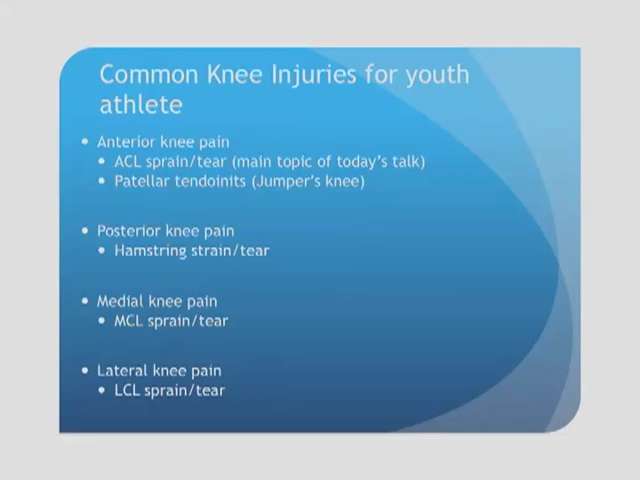 Common Knee Injuries for youth
athlete
• Anterior knee pain
• ACL sprain/tear (main topic of today's talk)
• Patellar tendoinits (Jumper's knee)
• Posterior knee pain
• Hamstring strain/tear
• Medial knee pain
• MCL sprain/tear
• Lateral knee pain
• LCL sprain/tear